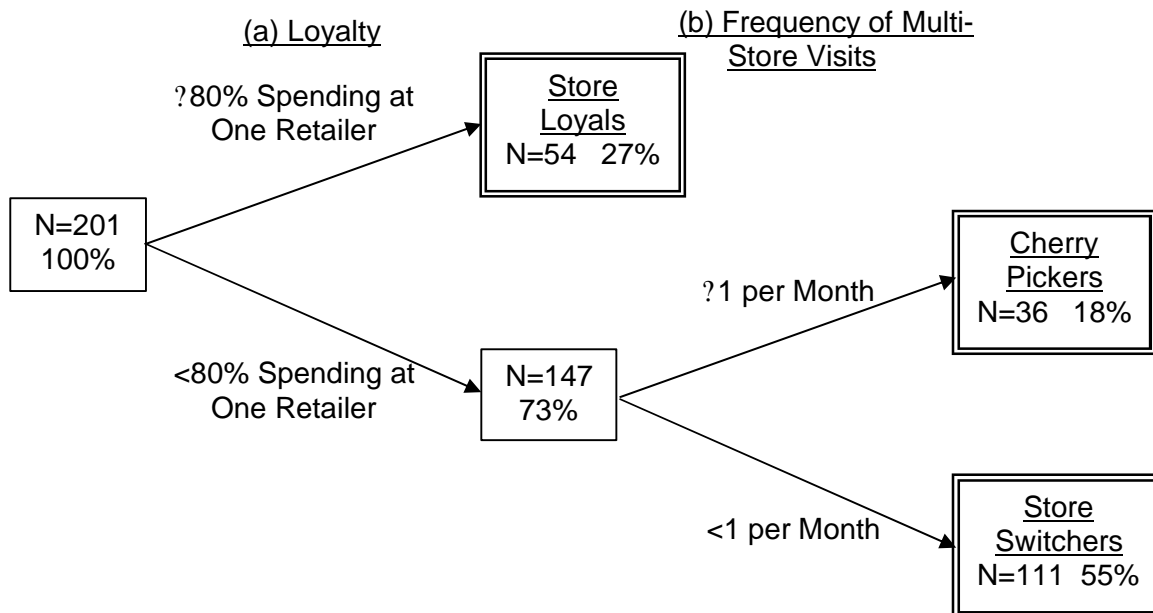 (a) Loyalty
(b) Frequency of Multi-
Store Visits
?80% Spending at
One Retailer
Store
Loyals
N=54 27%
N=201
100%
<80% Spending at
One Retailer
N=147
73%
?1 per Month
Cherry
Pickers
N=36 18%
<1 per Month
Store
Switchers
N=111 55%